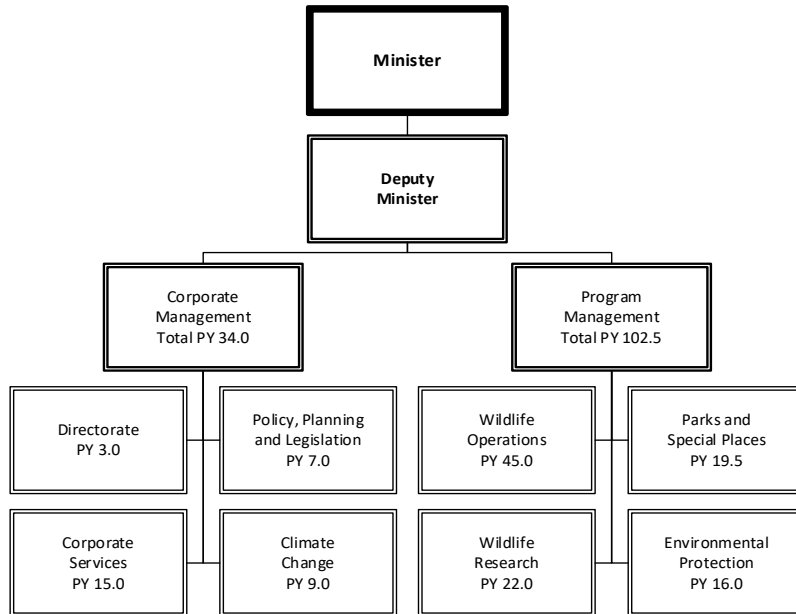 Minister
Deputy
Minister
Corporate
Management
Total PY 34.0
Program
Management
Total PY 102.5
Directorate
PY 3.0
Policy, Planning
and Legislation
PY 7.0
Wildlife
Operations
PY 45.0
Parks and
Special Places
PY 19.5
Corporate
Services
PY 15.0
Climate
Change
PY 9.0
Wildlife
Research
PY 22.0
Environmental
Protection
PY 16.0